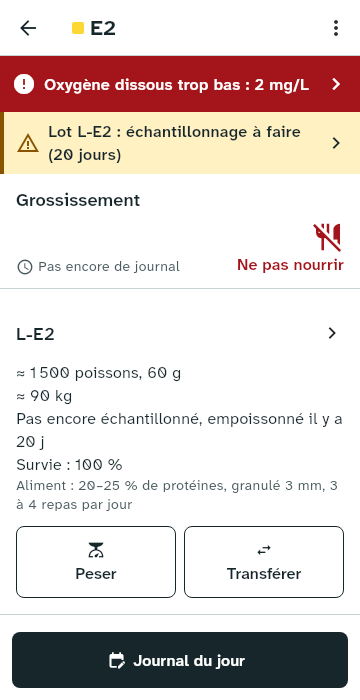 E2
Oxygène dissous trop bas : 2 mg/L
Lot L-E2 : échantillonnage à faire
(20 jours)
Grossissement
Pas encore de journal
Ne pas nourrir
L-E2
≈ 1 500 poissons, 60 g
≈ 90 kg
Pas encore échantillonné, empoissonné il y a
20 j
Survie : 100 %
Aliment : 20–25 % de protéines, granulé 3 mm, 3
à 4 repas par jour
Peser
Transférer
Journal du jour